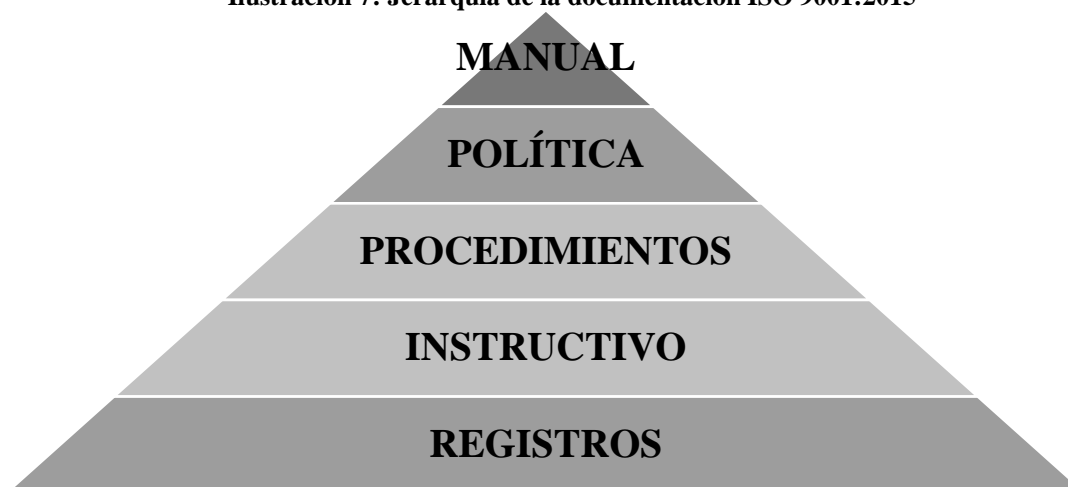 Ilustración 7: Jerarquía de la documentación ISO 9001:2015
MANUAL
POLÍTICA
PROCEDIMIENTOS
INSTRUCTIVO
REGISTROS